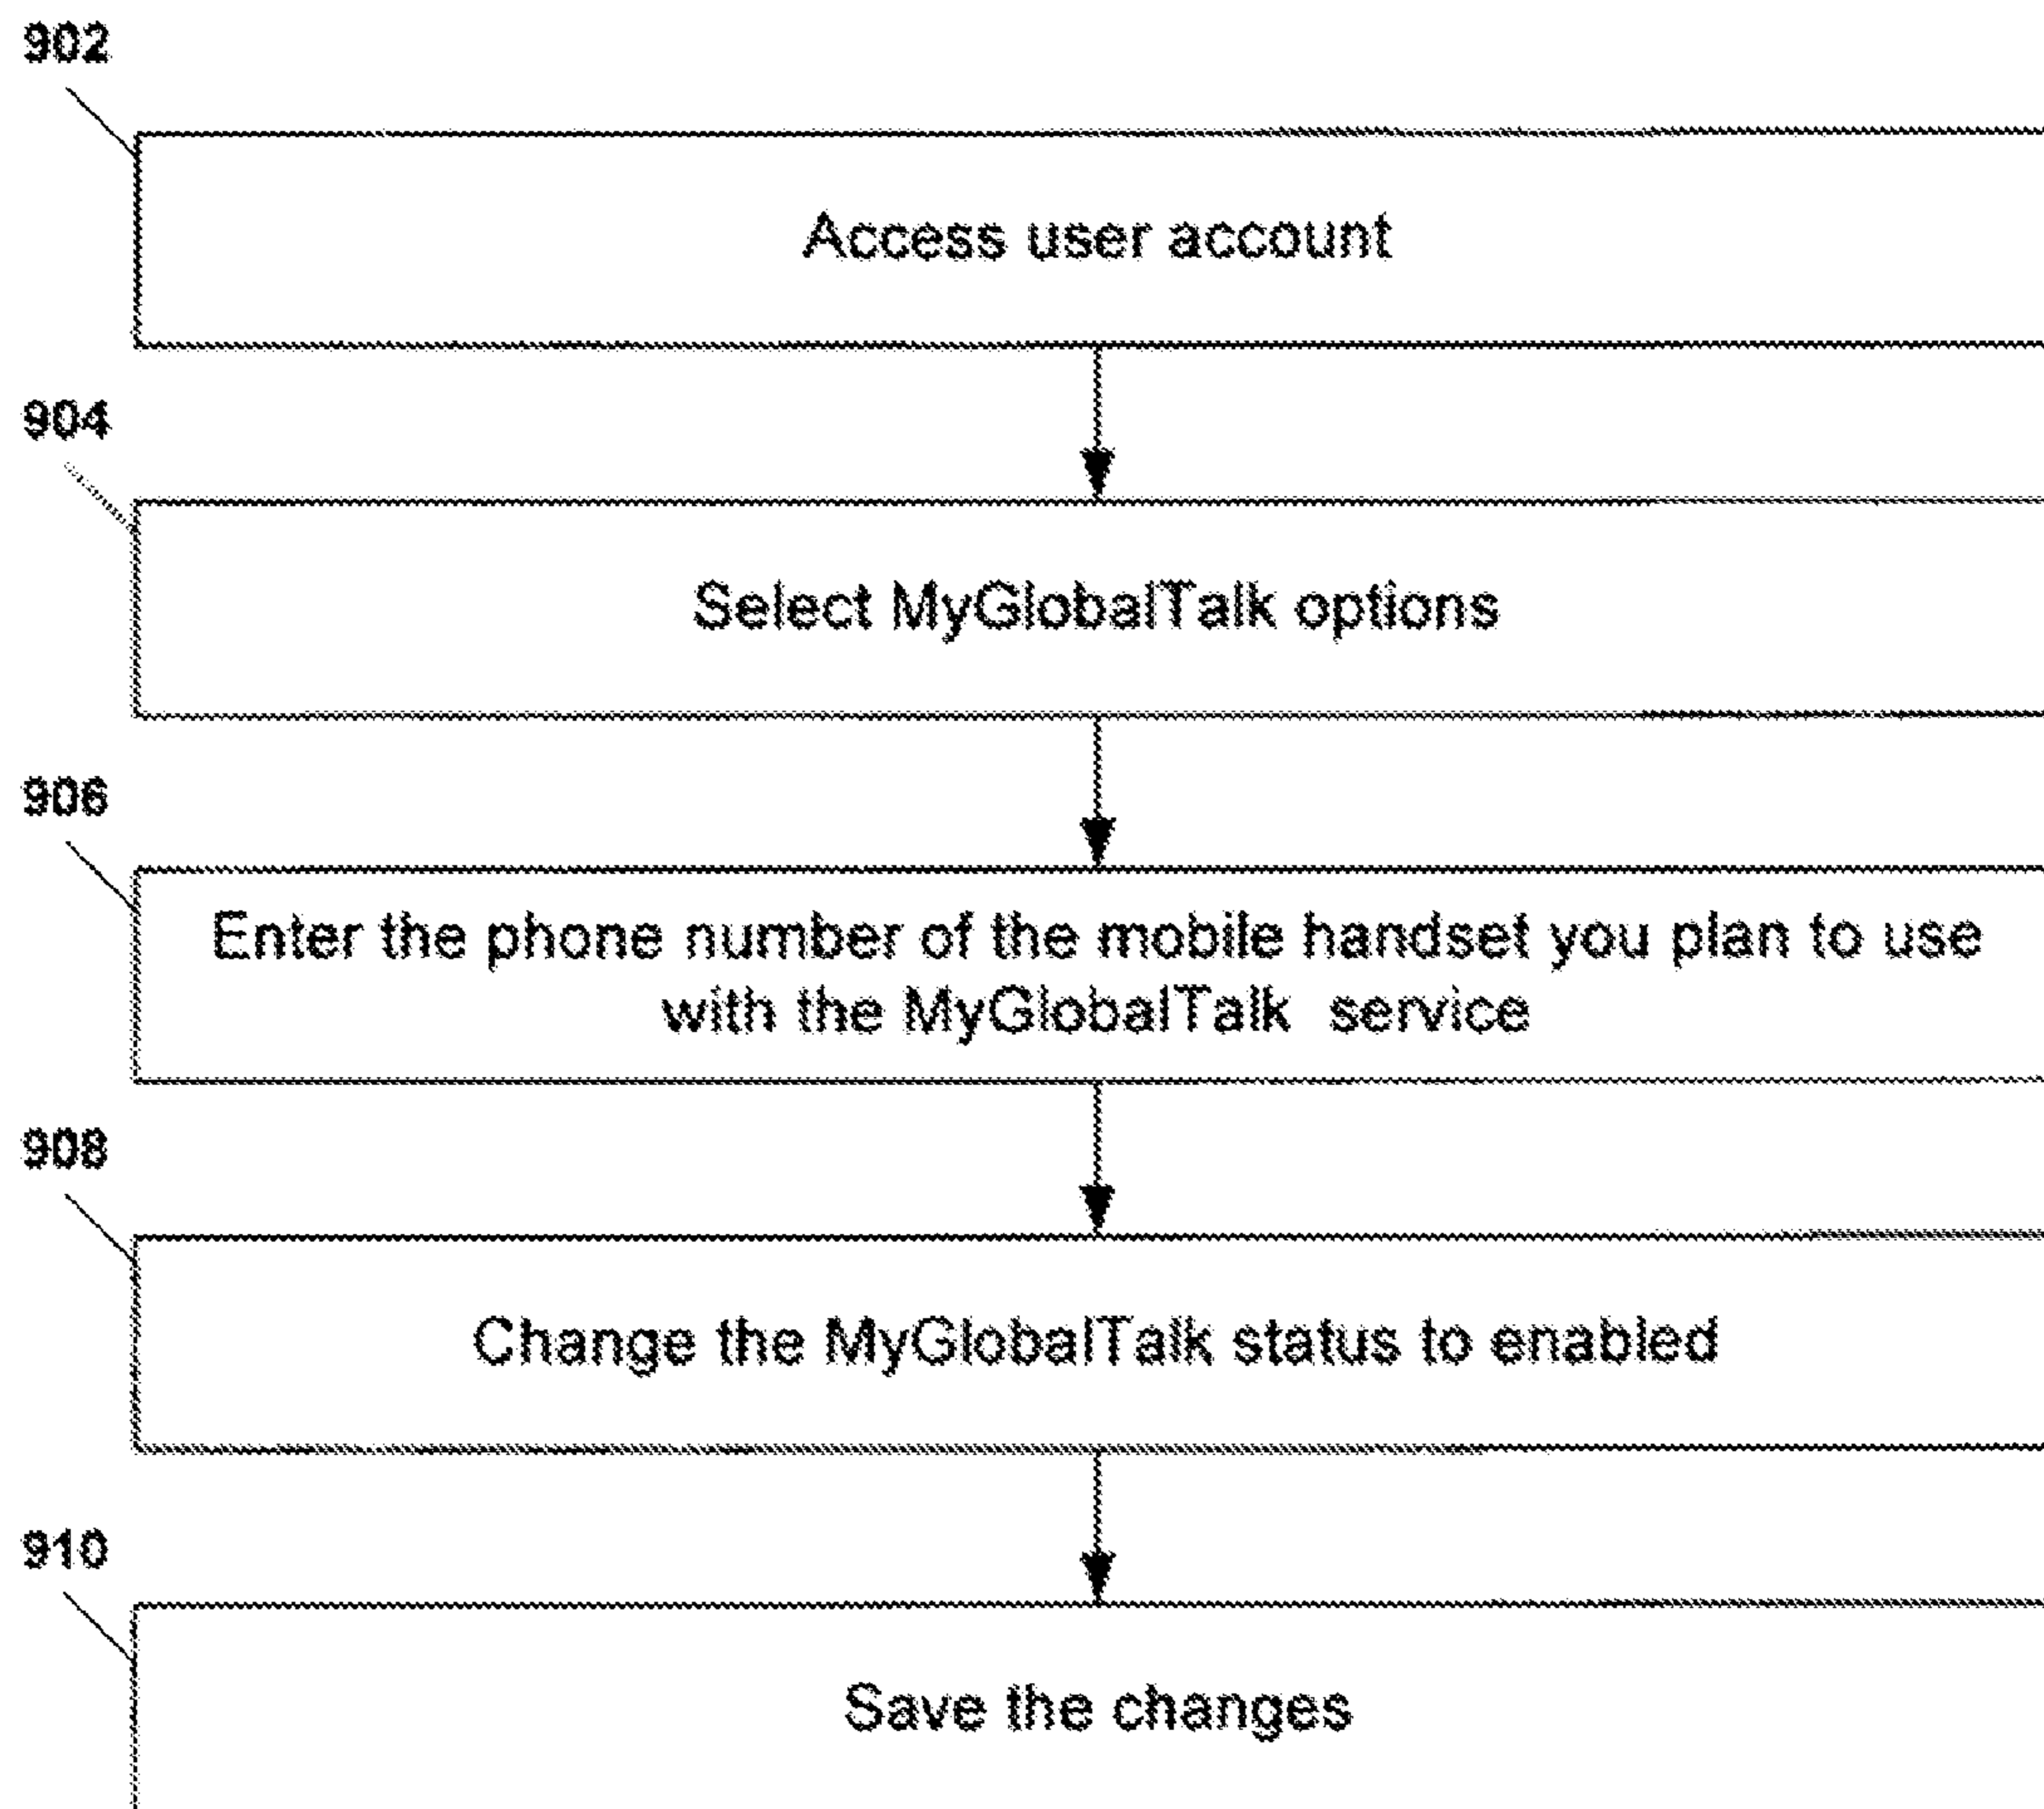 902
Access user account
904
Select MyGlobalTalk options
906
Enter the phone number of the mobile handset you plan to use
with the MyGlobalTalk service
908
Change the MyGlobalTalk status to enabled
910
Save the changes